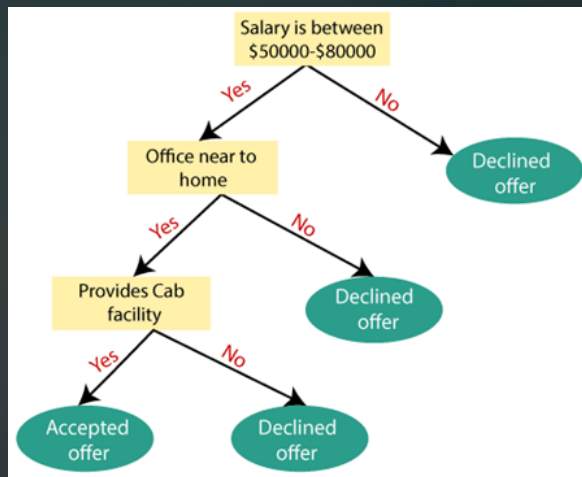 Salary is between
$50000-$80000
Yes
No
Office near to
home
Declined
offer
Yes
No
Provides Cab
facility
Declined
offer
Yes
No
Accepted
offer
Declined
offer